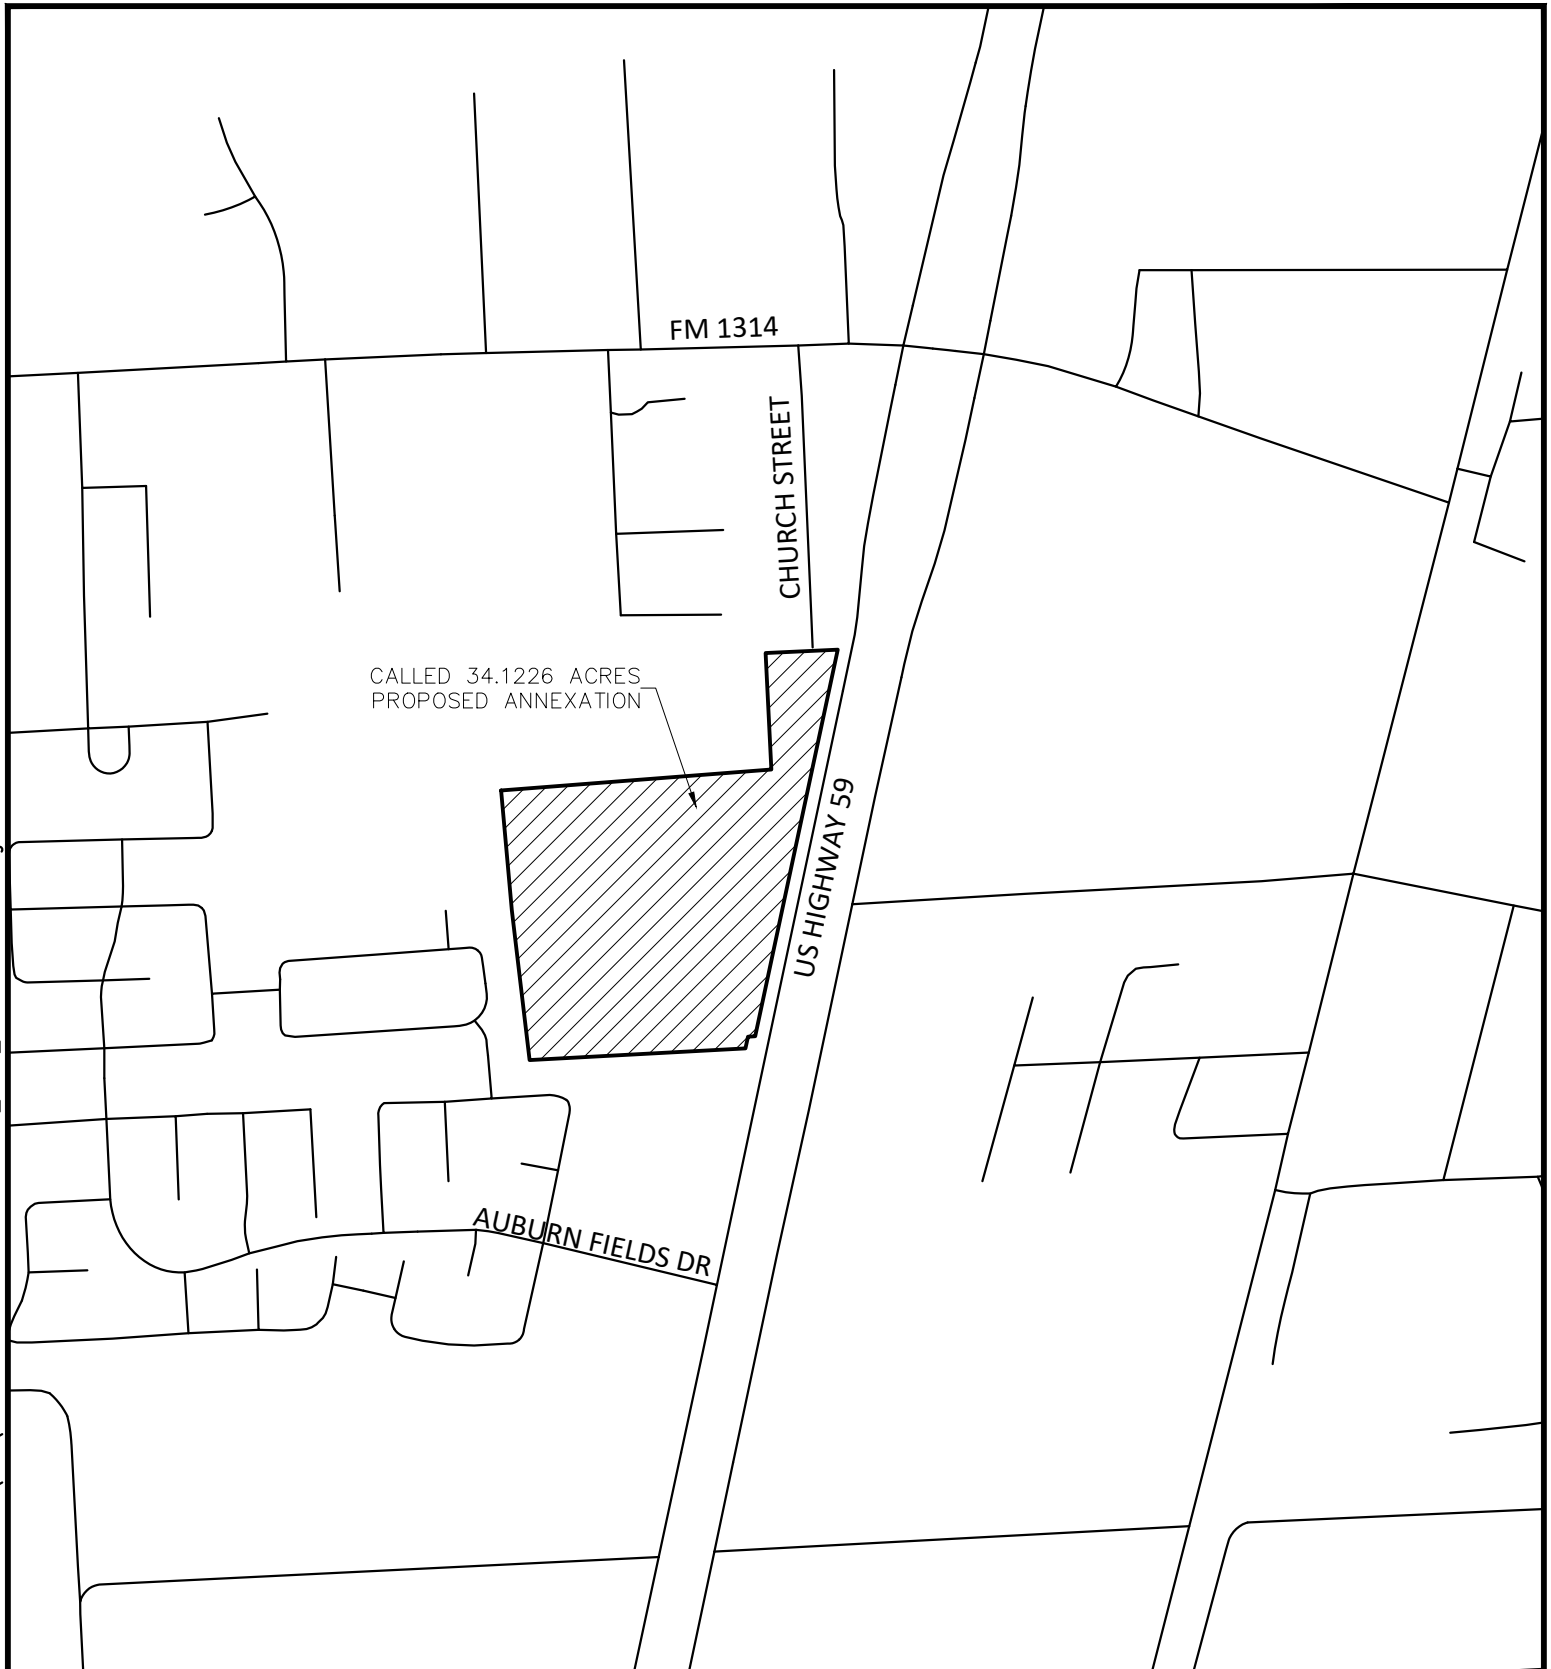 FM 1314
CHURCH STREET
CALLED 34.1226 ACRES
PROPOSED ANNEXATION
US HIGHWAY 59
AUBURN FIELDS DR